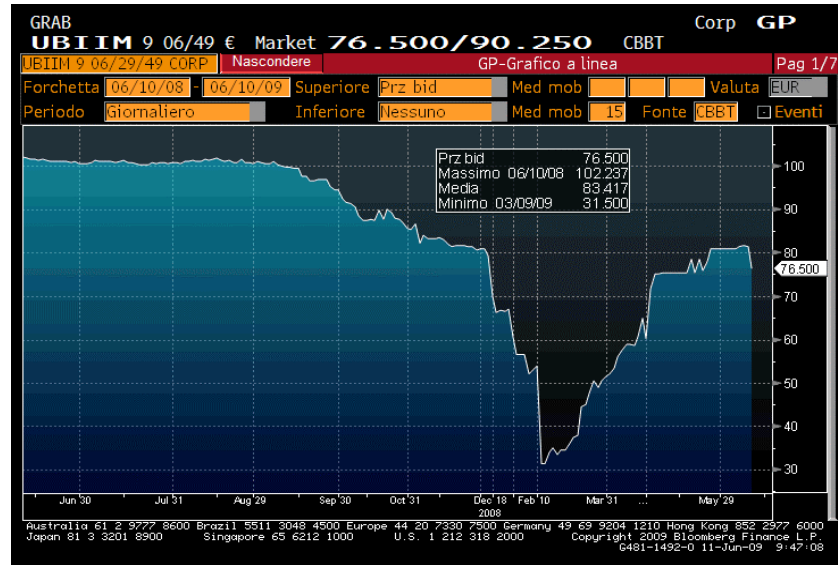 GRAB Corp GP
UBIIM 9 06/49 € Market 76.500/90.250 CBBT
UBIIM 9 06/29/49 CORP Nascondere GP-Grafico a linea Pag 1/7
Forchetta 06/10/08 - 06/10/09 Superiore Prz bid Med mob Valuta EUR
Periodo Giornaliero Inferiore Nessuno Med mob 15 Fonte CBBT Eventi
Prz bid 76.500
Massimo 06/10/08 102.237
Media 83.417
Minimo 03/09/09 31.500
100
90
80
76.500
70
60
50
40
30
Jun'30 Jul'31 Aug'29 Sep'30 Oct'31 Dec'18 Feb'10 Mar'31 ... May'29
2008
Australia 61 2 9777 8600 Brazil 5511 3048 4500 Europe 44 20 7330 7500 Germany 49 69 9204 1210 Hong Kong 852 2977 6000
Japan 81 3 3201 8900 Singapore 65 6212 1000 U.S. 1 212 318 2000 Copyright 2009 Bloomberg Finance L.P.
G481-1492-0 11-Jun-09 9:47:08